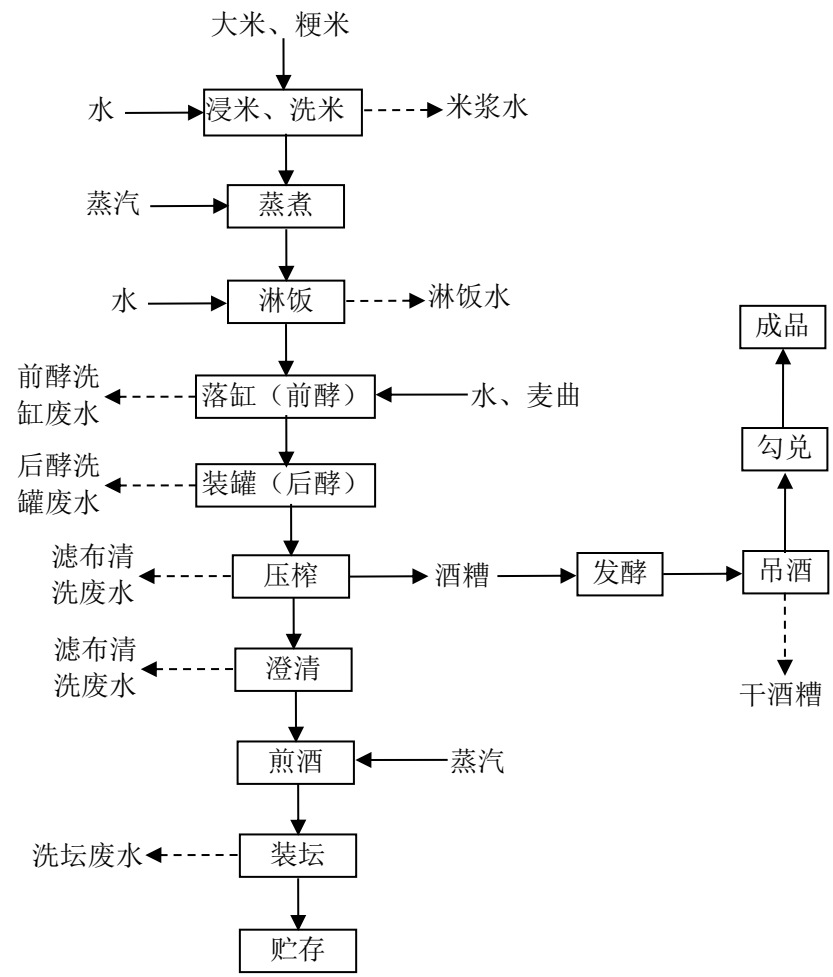 大米、粳米
水
浸米、洗米
米浆水
蒸汽
蒸煮
水
淋饭
淋饭水
成品
前酵洗
缸废水
落缸（前酵）
水、麦曲
勾兑
后酵洗
罐废水
装罐（后酵）
滤布清
洗废水
压榨
酒糟
发酵
吊酒
滤布清
洗废水
澄清
干酒糟
煎酒
蒸汽
洗坛废水
装坛
贮存